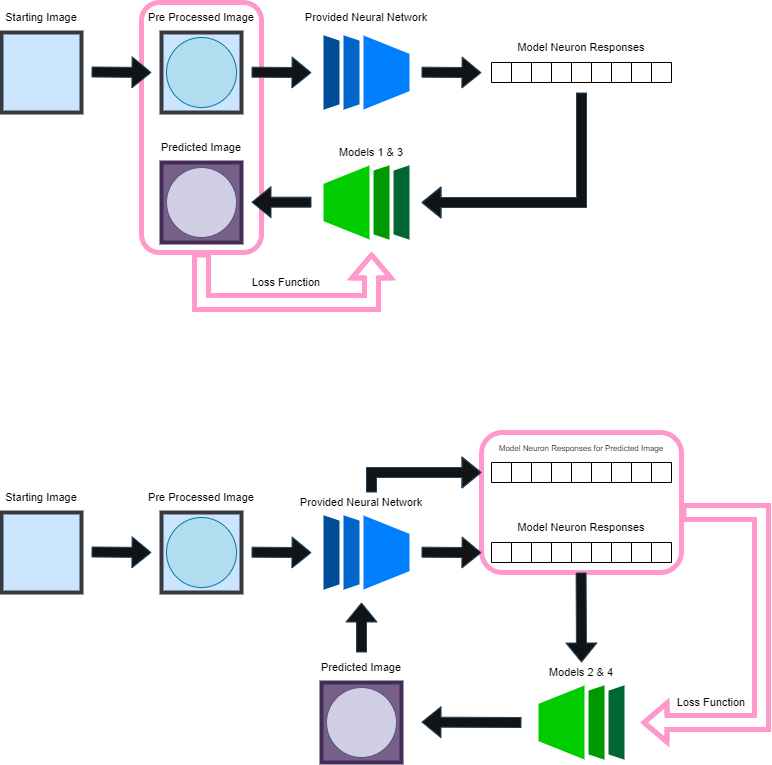 Starting Image
Pre Processed Image
Provided Neural Network
Model Neuron Responses
Predicted Image
Models 1 & 3
Loss Function
Model Neuron Responses for Predicted Image
Starting Image
Pre Processed Image
Provided Neural Network
Model Neuron Responses
Predicted Image
Models 2 & 4
Loss Function